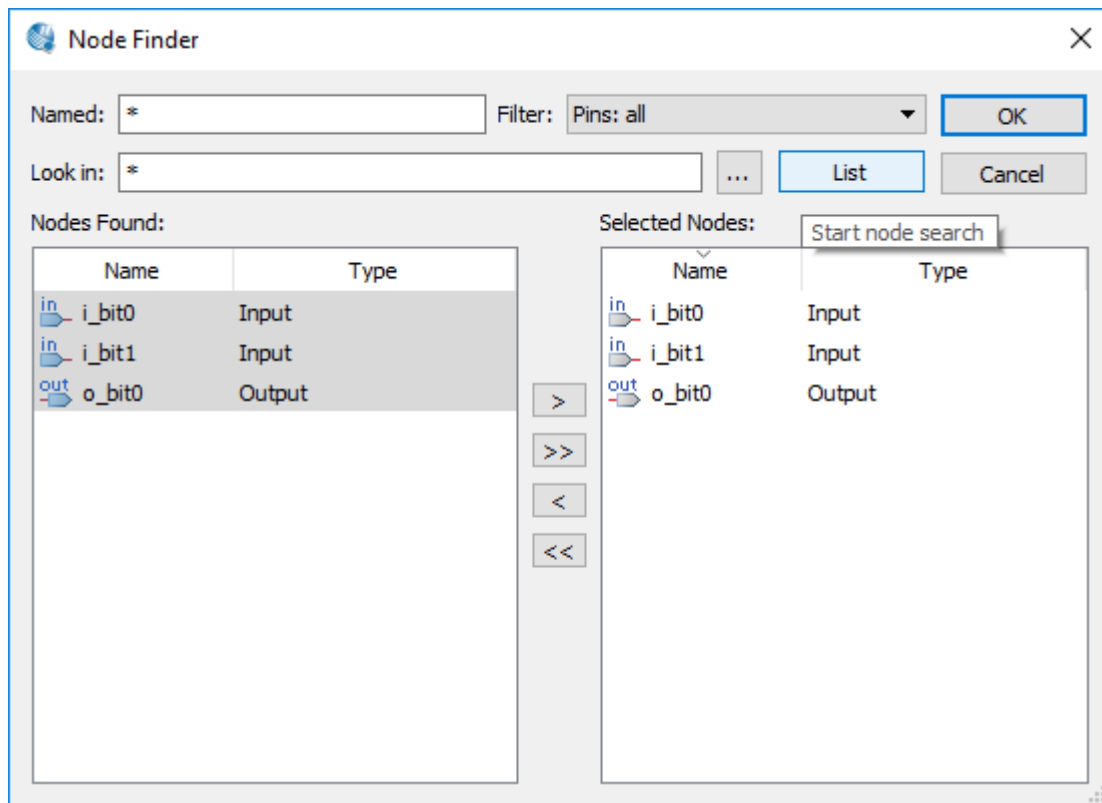 Node Finder
Named: * Filter: Pins: all OK
Look in: * ... List Cancel
Nodes Found: Selected Nodes: Start node search
Name Type Name Type
in i_bit0 Input in i_bit0 Input
in i_bit1 Input in i_bit1 Input
out o_bit0 Output out o_bit0 Output
>
>>
<
<<